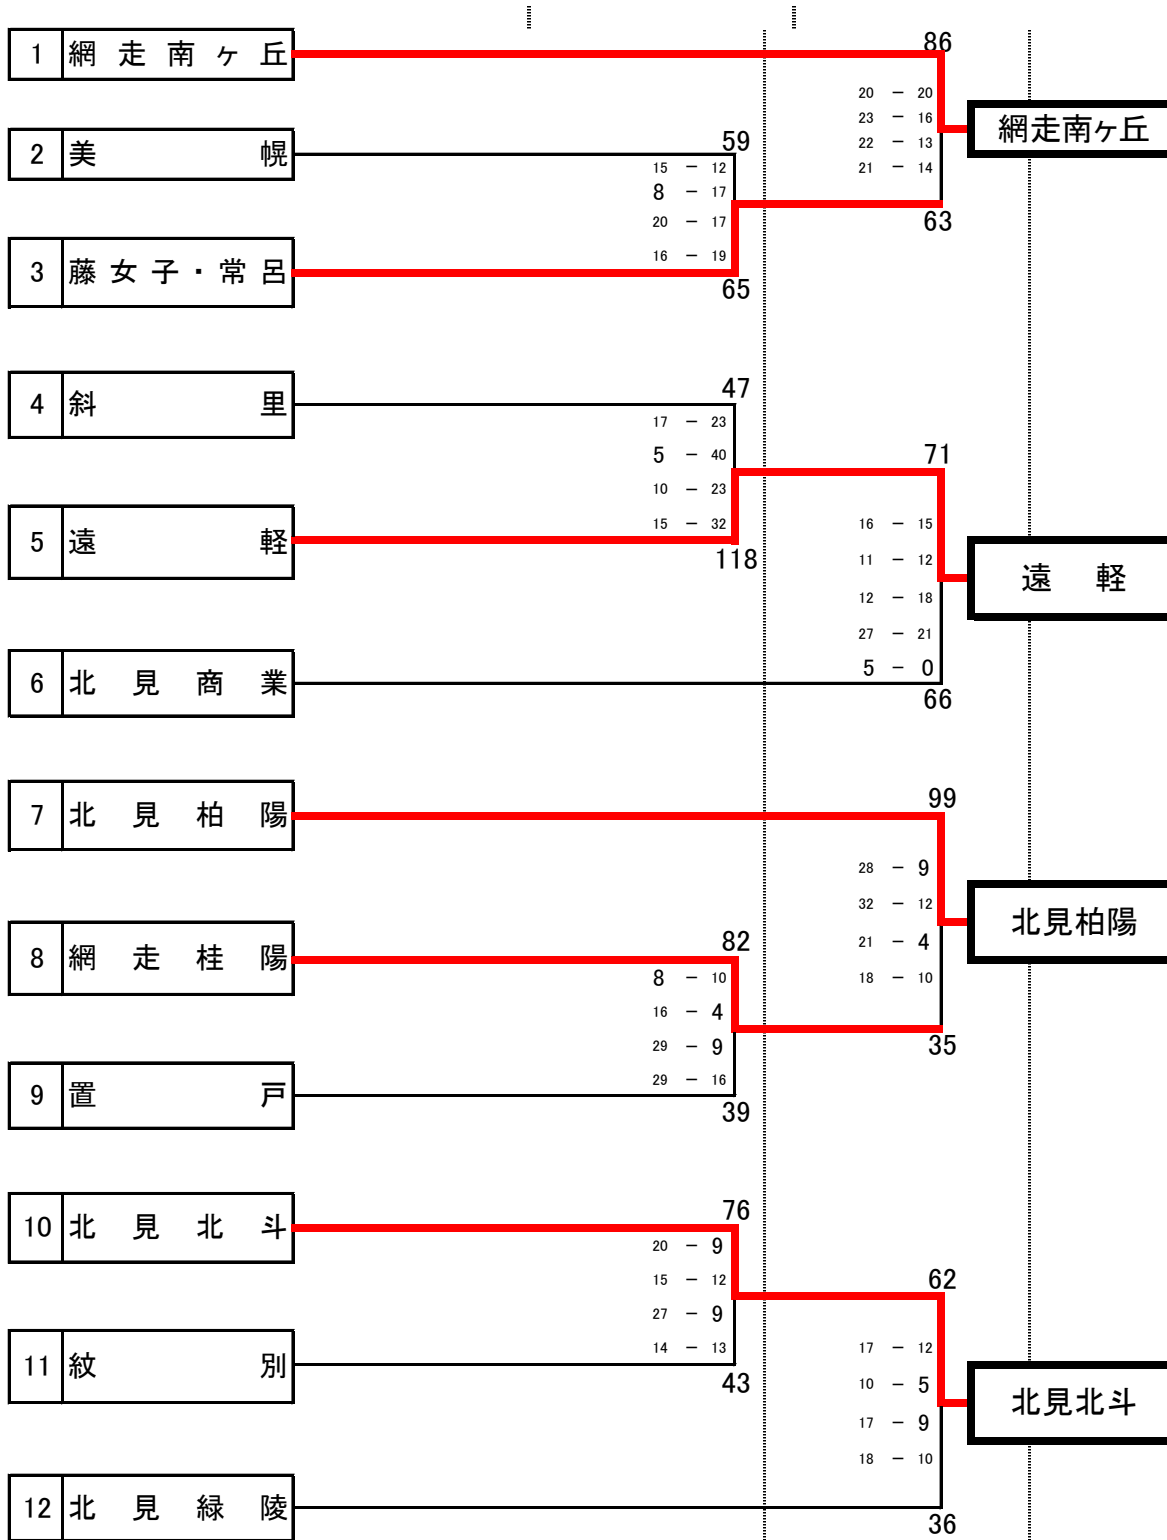 86
1 網走南ヶ丘
20 － 20
23 － 16
網走南ヶ丘
22 － 13
2 美幌
59
15 － 12
21 － 14
8 － 17
20 － 17
63
16 － 19
3 藤女子・常呂
65
47
4 斜里
17 － 23
5 － 40
71
10 － 23
15 － 32
16 － 15
5 遠軽
118
11 － 12
遠軽
12 － 18
27 － 21
5 － 0
6 北見商業
66
99
7 北見柏陽
28 － 9
32 － 12
北見柏陽
21 － 4
82
8 網走桂陽
8 － 10
18 － 10
16 － 4
29 － 9
35
29 － 16
9 置戸
39
76
10 北見北斗
20 － 9
15 － 12
62
27 － 9
14 － 13
17 － 12
11 紋別
43
10 － 5
北見北斗
17 － 9
18 － 10
12 北見緑陵
36